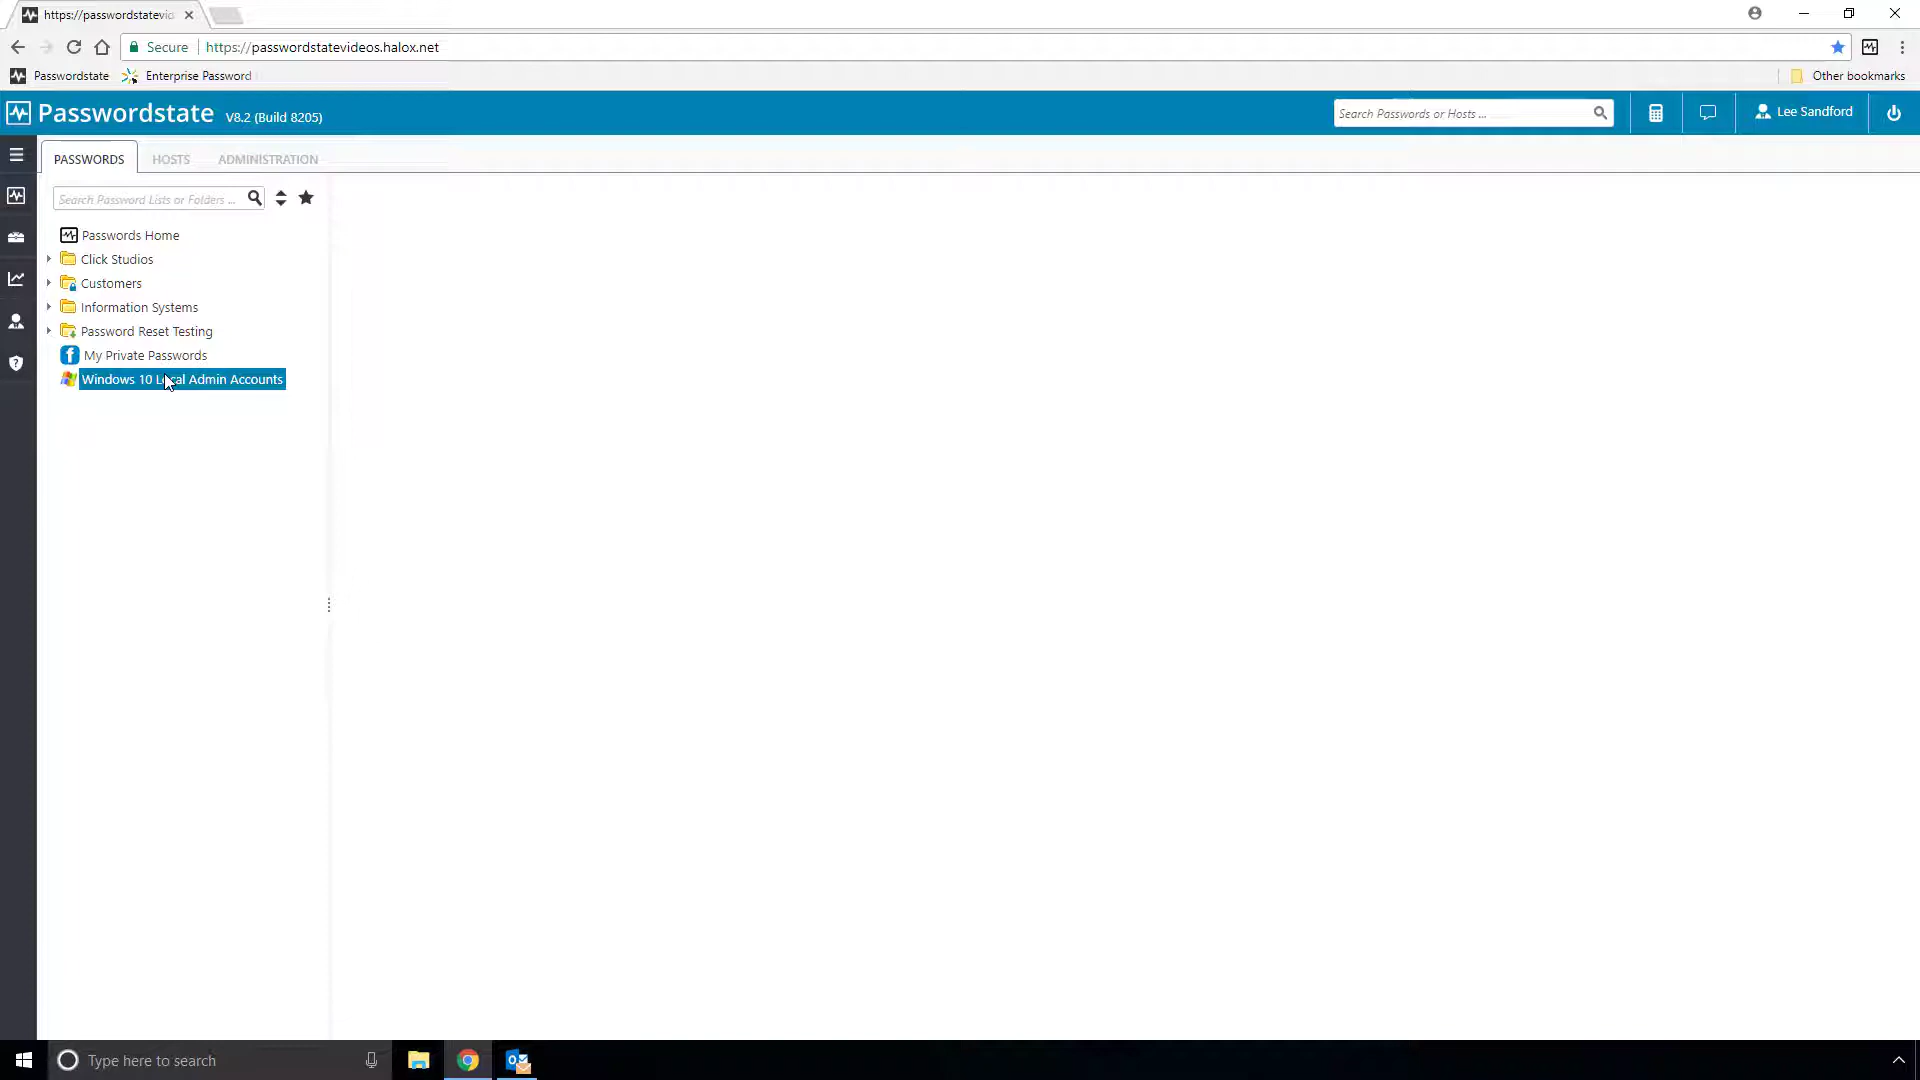 https://passwordstatevid
Secure https://passwordstatevideos.halox.net
Passwordstate Enterprise Password Other bookmarks
Passwordstate V8.2 (Build 8205) Search Passwords or Hosts ... Lee Sandford
PASSWORDS HOSTS ADMINISTRATION
Search Password Lists or Folders ...
Passwords Home
Click Studios
Customers
Information Systems
Password Reset Testing
My Private Passwords
Windows 10 Local Admin Accounts
Type here to search